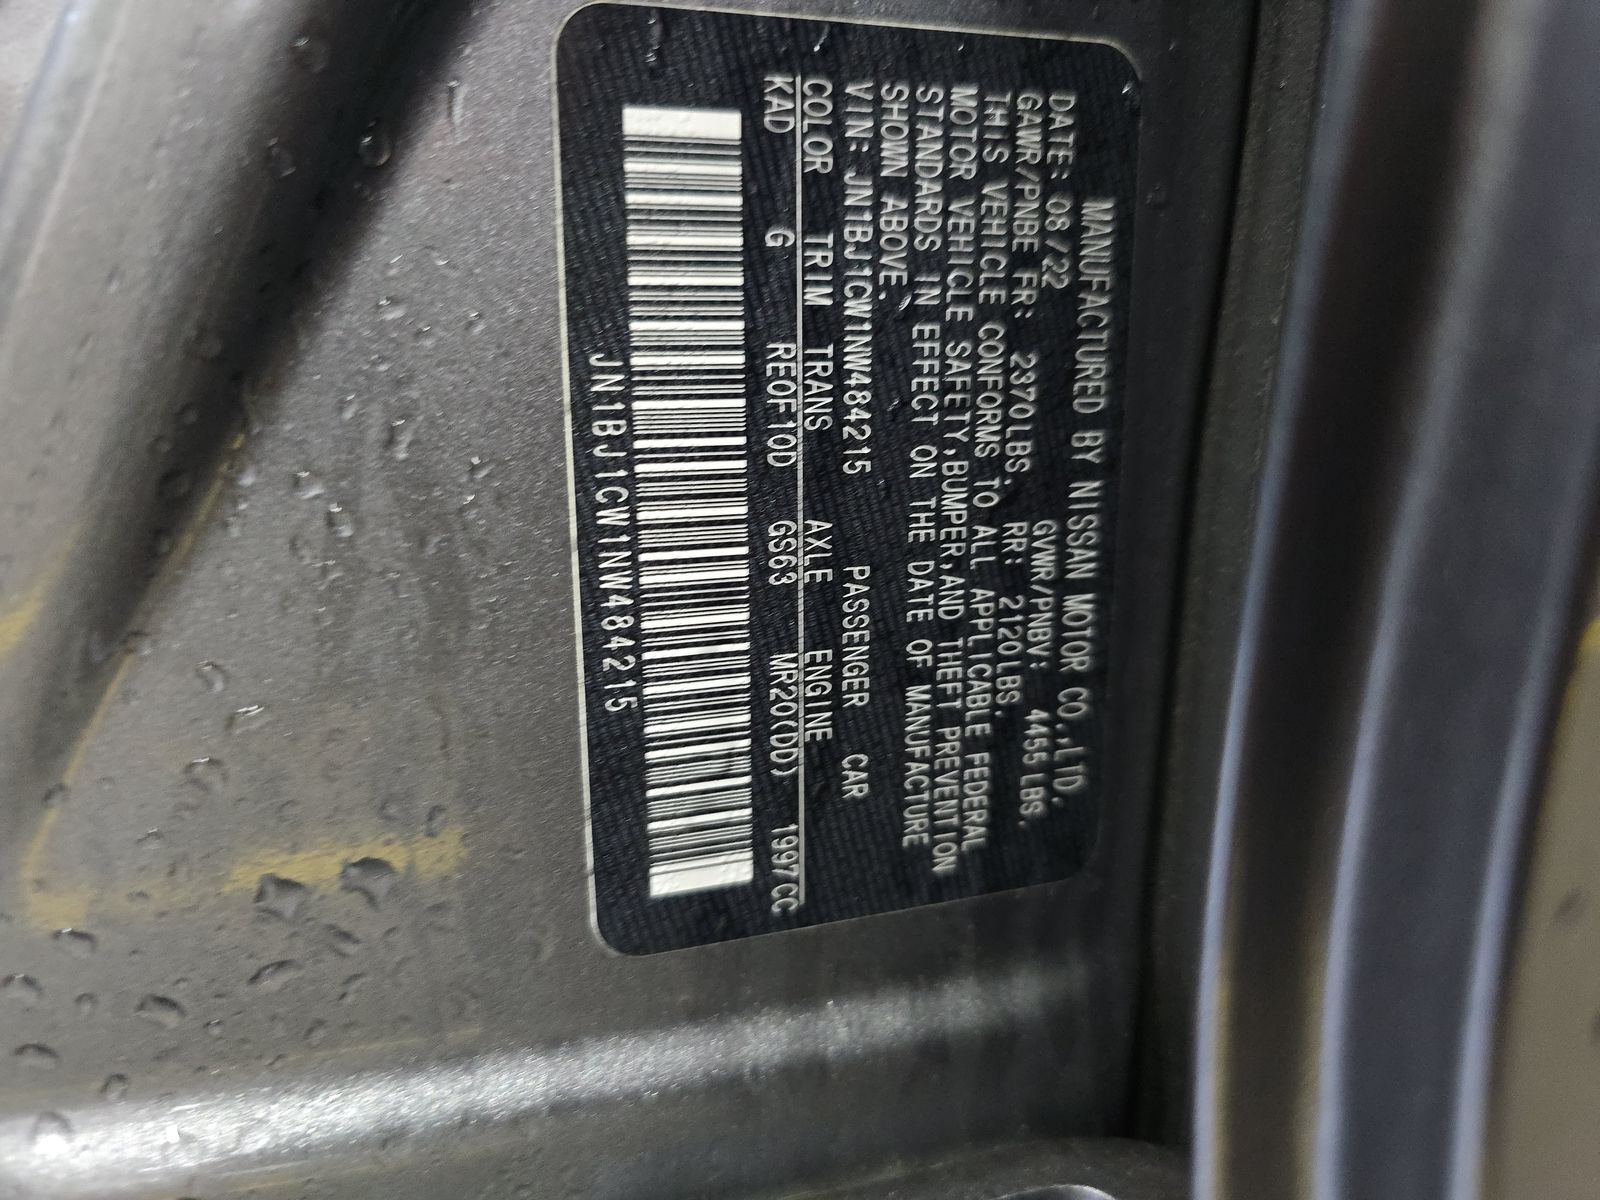 MANUFACTURED BY NISSAN MOTOR CO.,LTD.
DATE: 08/22 GVWR/PNBV: 4455 LBS.
GAWR/PNBE FR: 2370LBS. RR: 2120LBS.
THIS VEHICLE CONFORMS TO ALL APPLICABLE FEDERAL
MOTOR VEHICLE SAFETY,BUMPER,AND THEFT PREVENTION
STANDARDS IN EFFECT ON THE DATE OF MANUFACTURE
SHOWN ABOVE.
VIN: JN1BJ1CW1NW484215 PASSENGER CAR
COLOR TRIM TRANS AXLE ENGINE
KAD G RE0F10D GS63 MR20(DD) 1997CC
JN1BJ1CW1NW484215